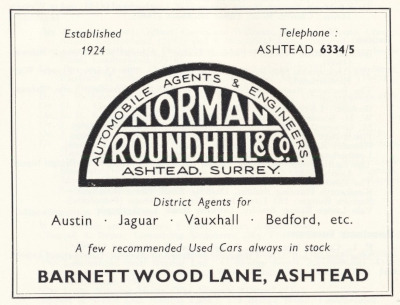 Established
1924
Telephone :
ASHTEAD 6334/5
AUTOMOBILE AGENTS & ENGINEERS.
NORMAN
ROUNDHILL & Co.
ASHTEAD, SURREY.
District Agents for
Austin · Jaguar · Vauxhall · Bedford, etc.
A few recommended Used Cars always in stock
BARNETT WOOD LANE, ASHTEAD